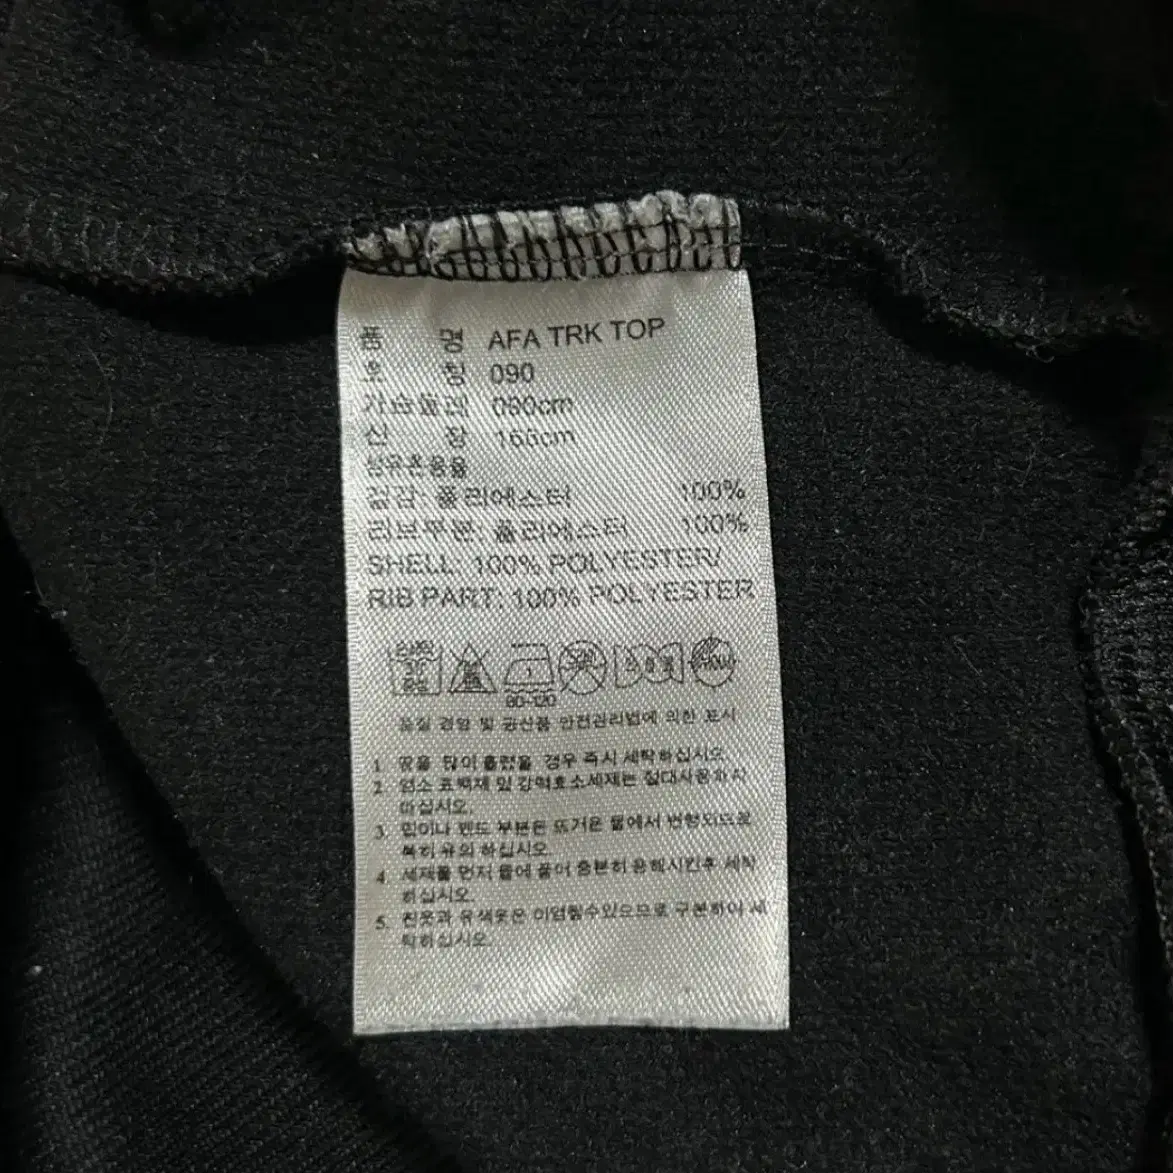 품 명 AFA TRK TOP
호 칭 090
가슴둘레 090cm
신 장 165cm
섬유혼용율
겉감: 폴리에스터 100%
리브부분: 폴리에스터 100%
SHELL: 100% POLYESTER/
RIB PART: 100% POLYESTER
80-120
품질 경영 및 공산품 안전관리법에 의한 표시
1. 땀을 많이 흘렸을 경우 즉시 세탁하십시오.
2. 염소 표백제 및 강력효소세제는 절대사용하지
마십시오.
3. 립이나 밴드 부분은 뜨거운 물에서 변형되므로
특히 유의 하십시오.
4. 세제를 먼저 물에 풀어 충분히 용해시킨후 세탁
하십시오.
5. 흰옷과 유색옷은 이염될수있으므로 구분하여 세
탁하십시오.